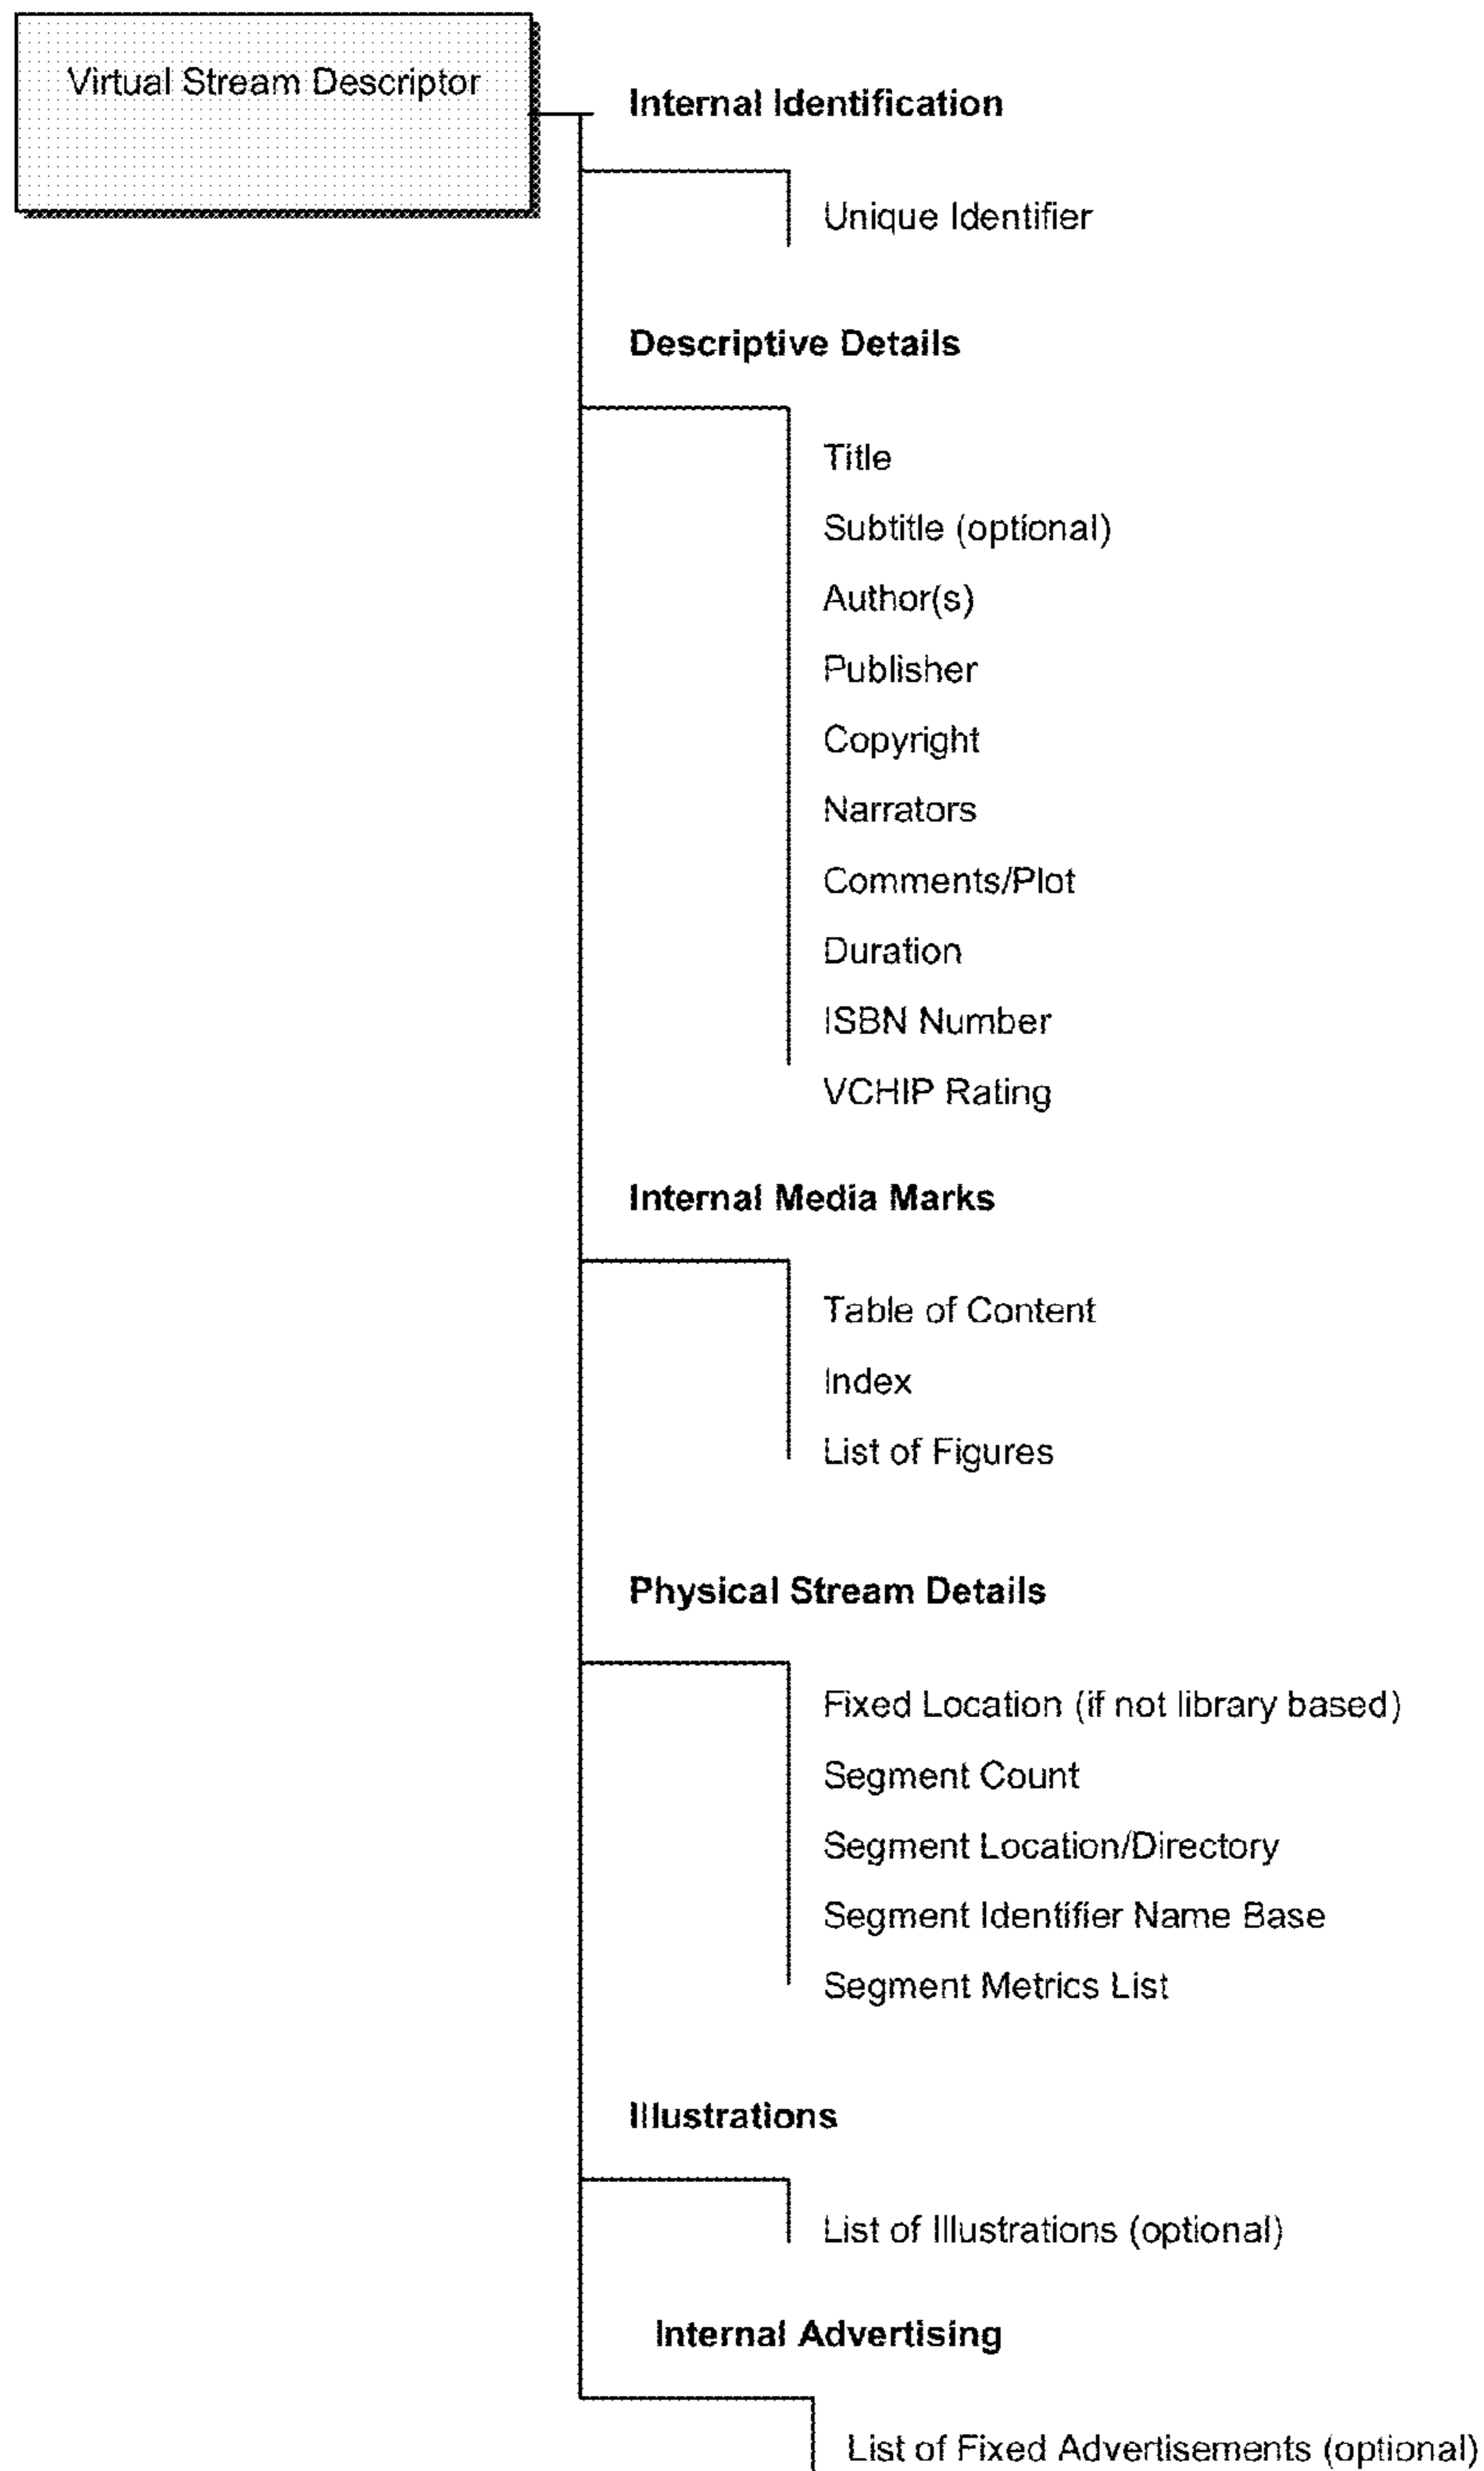 Virtual Stream Descriptor
Internal Identification
Unique Identifier
Descriptive Details
Title
Subtitle (optional)
Author(s)
Publisher
Copyright
Narrators
Comments/Plot
Duration
ISBN Number
VCHIP Rating
Internal Media Marks
Table of Content
Index
List of Figures
Physical Stream Details
Fixed Location (if not library based)
Segment Count
Segment Location/Directory
Segment Identifier Name Base
Segment Metrics List
Illustrations
List of Illustrations (optional)
Internal Advertising
List of Fixed Advertisements (optional)